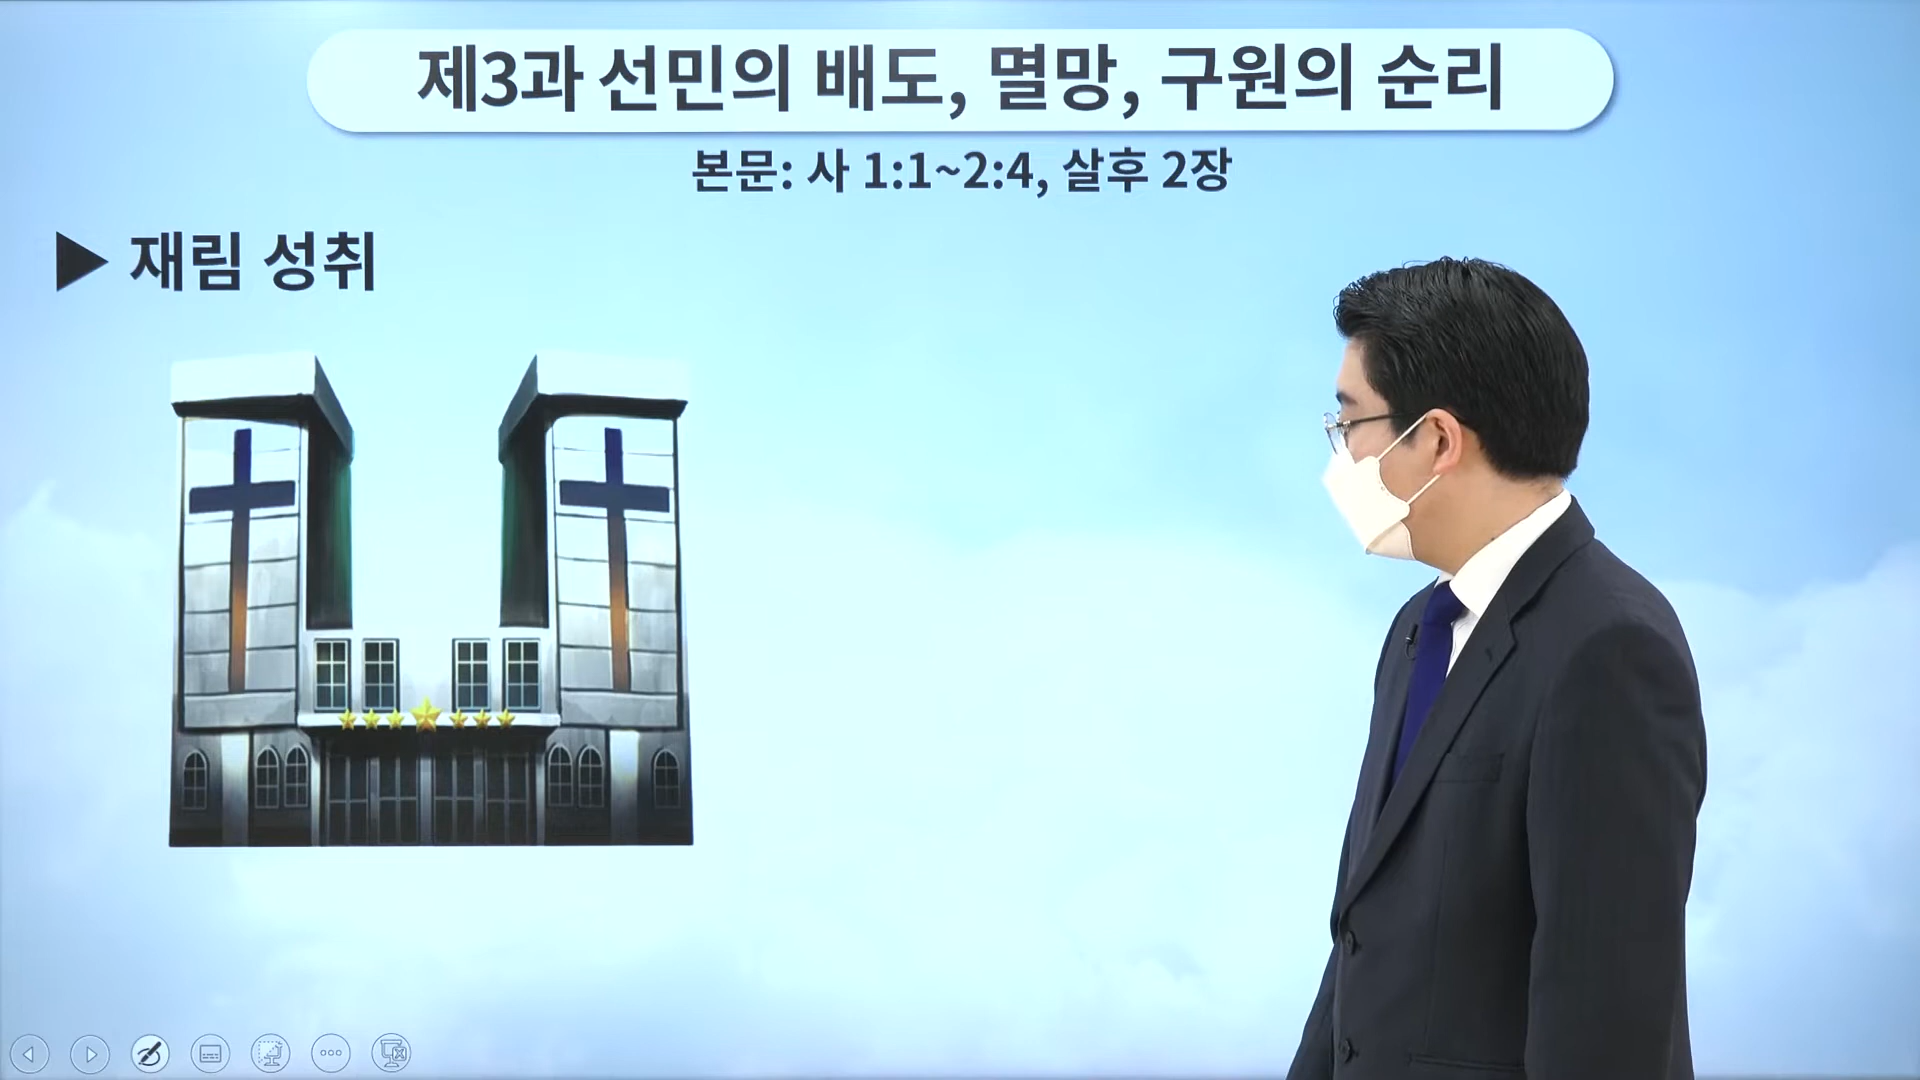 제3과 선민의 배도, 멸망, 구원의 순리
본문: 사 1:1~2:4, 살후 2장
▶ 재림 성취